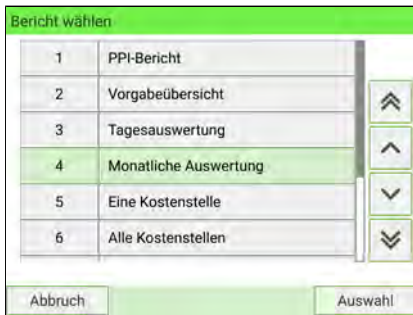 Bericht wählen
1 PPI-Bericht
2 Vorgabeübersicht
3 Tagesauswertung
4 Monatliche Auswertung
5 Eine Kostenstelle
6 Alle Kostenstellen
Abbruch Auswahl